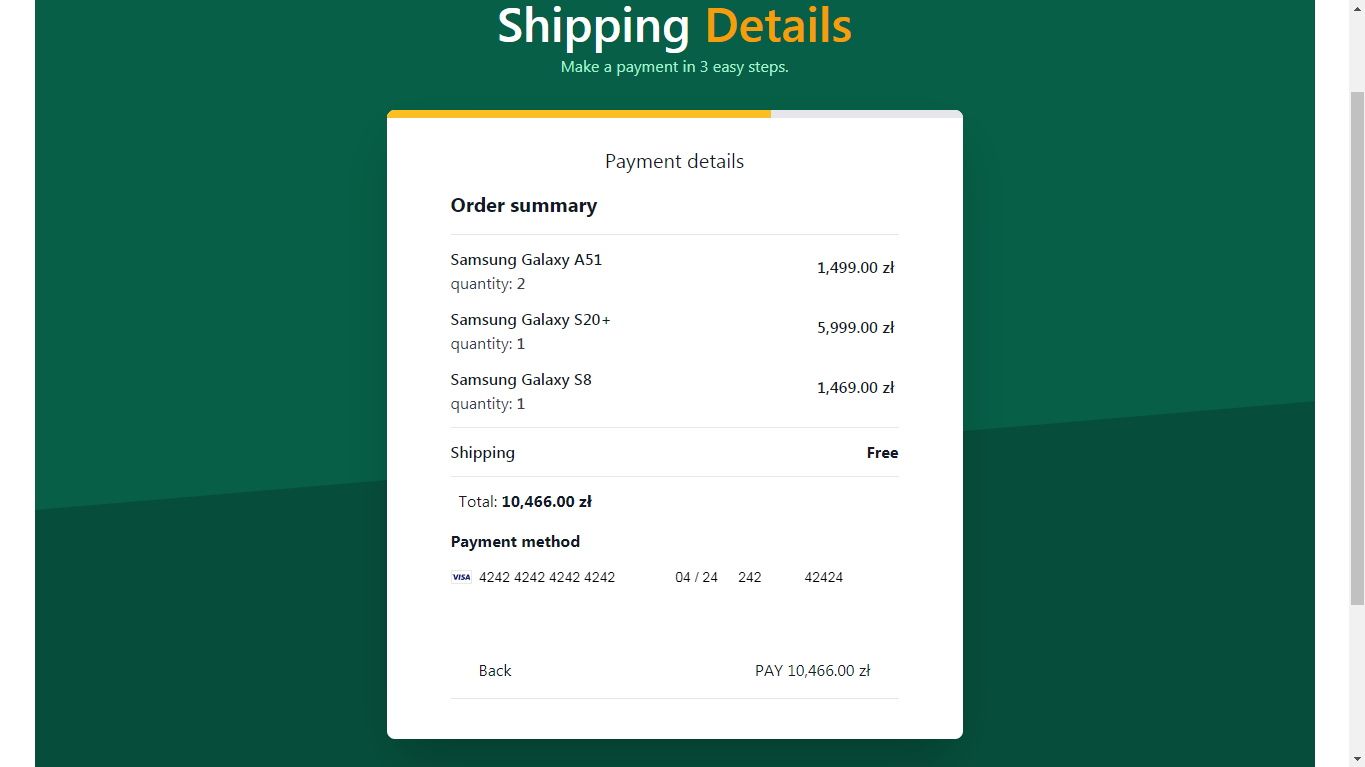 Shipping Details
Make a payment in 3 easy steps.
Payment details
Order summary
Samsung Galaxy A51
1,499.00 zł
quantity: 2
Samsung Galaxy S20+
5,999.00 zł
quantity: 1
Samsung Galaxy S8
1,469.00 zł
quantity: 1
Shipping Free
Total: 10,466.00 zł
Payment method
VISA 4242 4242 4242 4242 04 / 24 242 42424
Back PAY 10,466.00 zł